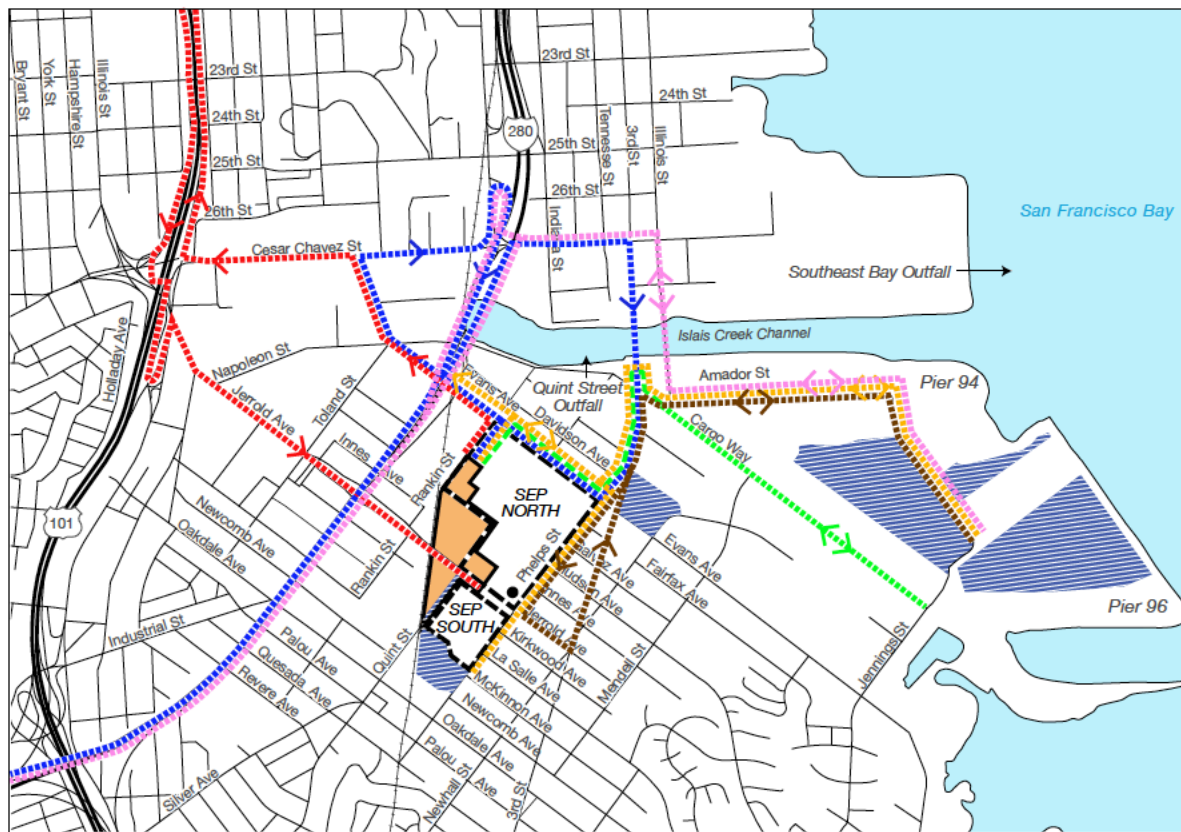 Bryant St
York St
Hampshire St
Illinois St
23rd St
24th St
25th St
26th St
Cesar Chavez St
280
23rd St
24th St
25th St
26th St
Tennesse St
3rd St
Illinois St
Indiana St
San Francisco Bay
Southeast Bay Outfall
Islais Creek Channel
Quint Street
Outfall
Amador St
Pier 94
Cargo Way
Pier 96
Holladay Ave
Napoleon St
Jerrold Ave
Toland St
Innes Ave
Rankin St
Evans Ave
Davidson Ave
SEP
NORTH
Phelps St
SEP
SOUTH
101
Newcomb Ave
Oakdale Ave
Rankin St
Industrial St
Palou Ave
Quesada Ave
Revere Ave
Quint St
Silver Ave
Hudson Ave
Innes Ave
Jerrold Ave
Kirkwood Ave
La Salle Ave
McKinnon Ave
Newcomb Ave
Oakdale Ave
Palou Ave
Newhall St
3rd St
Evans Ave
Fairfax Ave
Mendell St
Jennings St